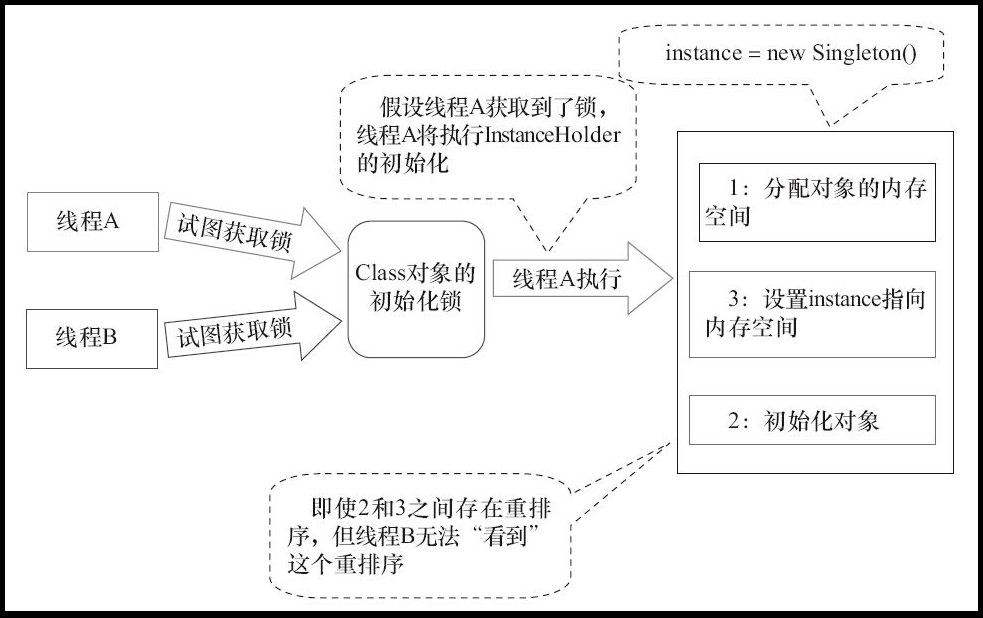 instance = new Singleton()
假设线程A获取到了锁，
线程A将执行InstanceHolder
的初始化
线程A
试图获取锁
线程B
试图获取锁
Class对象的
初始化锁
线程A执行
1：分配对象的内存
空间
3：设置instance指向
内存空间
2：初始化对象
即使2和3之间存在重排
序，但线程B无法“看到”
这个重排序